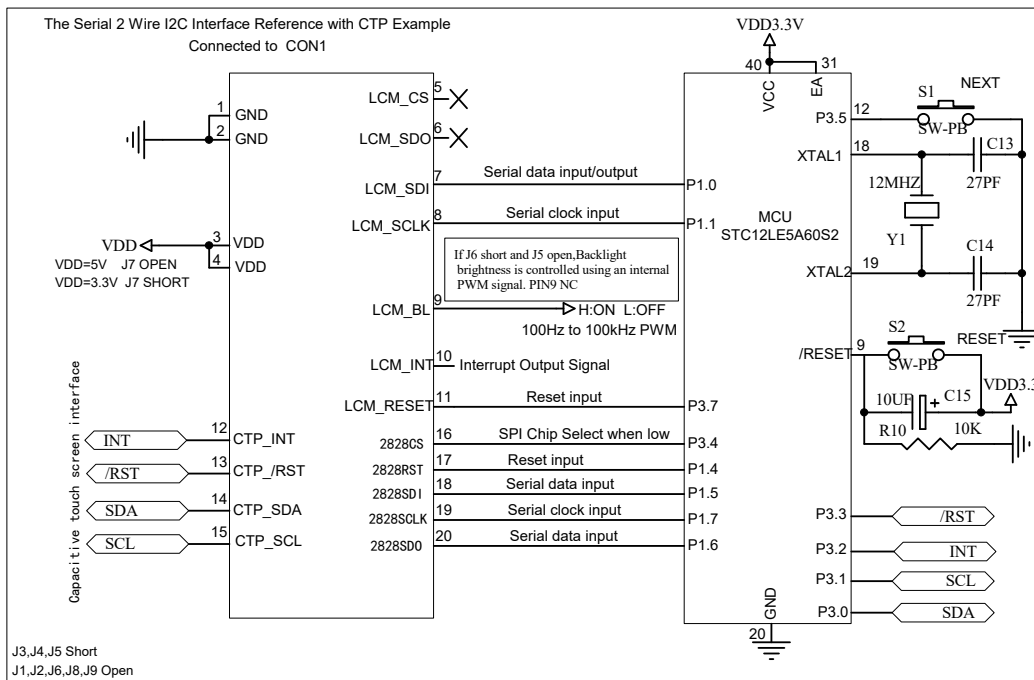 The Serial 2 Wire I2C Interface Reference with CTP Example
Connected to CON1
1 GND
2 GND
VDD
3 VDD
4 VDD
VDD=5V J7 OPEN
VDD=3.3V J7 SHORT
Capacitive touch screen interface
INT 12 CTP_INT
/RST 13 CTP_/RST
SDA 14 CTP_SDA
SCL 15 CTP_SCL
LCM_CS 5
LCM_SDO 6
LCM_SDI 7 Serial data input/output P1.0
LCM_SCLK 8 Serial clock input P1.1
If J6 short and J5 open,Backlight
brightness is controlled using an internal
PWM signal. PIN9 NC
LCM_BL 9 H:ON L:OFF
100Hz to 100kHz PWM
LCM_INT 10 Interrupt Output Signal
LCM_RESET 11 Reset input P3.7
2828CS 16 SPI Chip Select when low P3.4
2828RST 17 Reset input P1.4
2828SDI 18 Serial data input P1.5
2828SCLK 19 Serial clock input P1.7
2828SDO 20 Serial data input P1.6
VDD3.3V
40 31
VCC EA
MCU
STC12LE5A60S2
P3.5 12 S1 NEXT
SW-PB
XTAL1 18 C13
27PF
12MHZ
Y1
XTAL2 19 C14
27PF
/RESET 9 S2 RESET
SW-PB
VDD3.3
10UF + C15
R10 10K
P3.3 /RST
P3.2 INT
P3.1 SCL
P3.0 SDA
GND
20
J3,J4,J5 Short
J1,J2,J6,J8,J9 Open